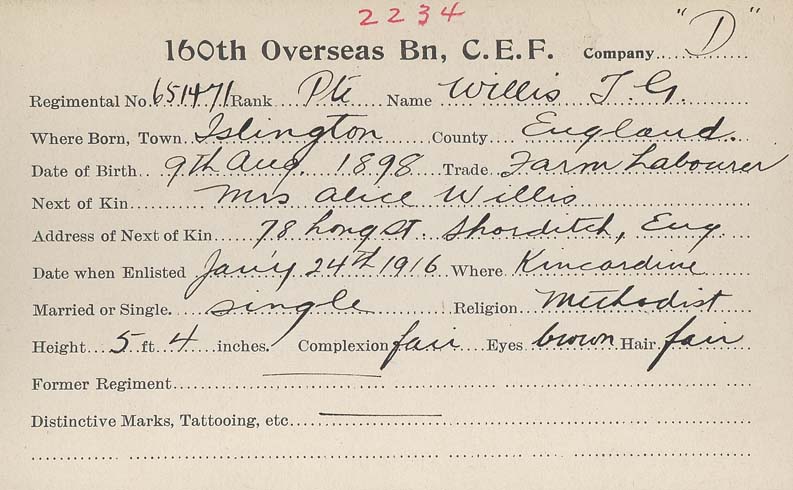 2234
160th Overseas Bn, C.E.F. Company "D"
Regimental No. 651471 Rank Pte Name Willis T. G.
Where Born, Town Islington County England.
Date of Birth 9th Aug. 1898 Trade Farm Labourer
Next of Kin Mrs Alice Willis
Address of Next of Kin 78 Long St. Shorditch, Eng
Date when Enlisted Jan'y 24th 1916 Where Kincardine
Married or Single. single Religion Methodist
Height 5 ft 4 inches. Complexion fair Eyes brown Hair fair
Former Regiment
Distinctive Marks, Tattooing, etc